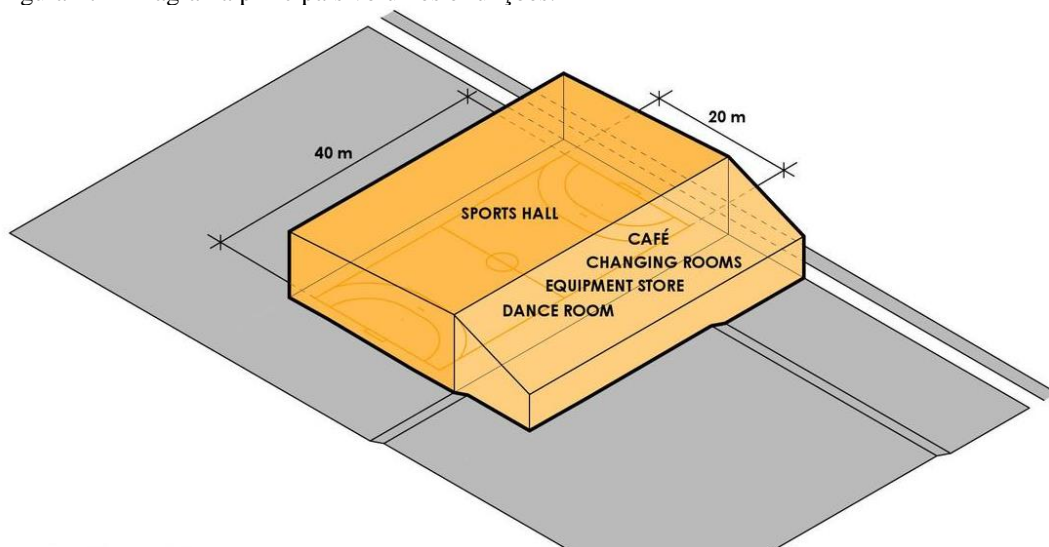 20 m
40 m
SPORTS HALL
CAFÉ
CHANGING ROOMS
EQUIPMENT STORE
DANCE ROOM